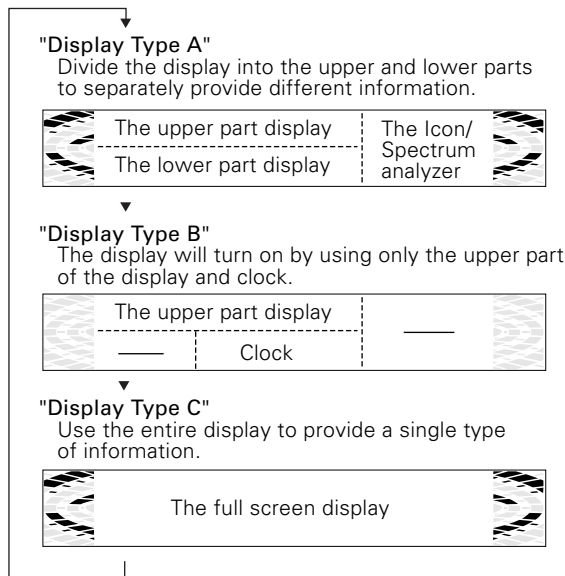 "Display Type A"
Divide the display into the upper and lower parts
to separately provide different information.
The upper part display
The lower part display
The Icon/
Spectrum
analyzer
"Display Type B"
The display will turn on by using only the upper part
of the display and clock.
The upper part display
Clock
"Display Type C"
Use the entire display to provide a single type
of information.
The full screen display